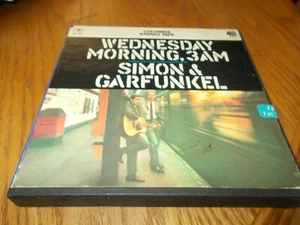 COLUMBIA
STEREO TAPE
WEDNESDAY
MORNING, 3AM
SIMON &
GARFUNKEL